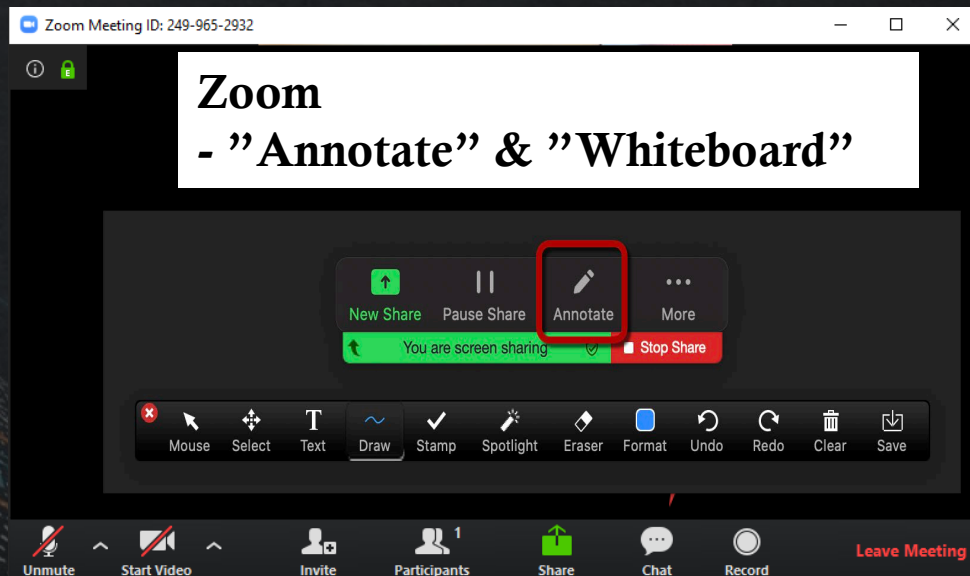 Zoom Meeting ID: 249-965-2932
E
Zoom
- ”Annotate” & ”Whiteboard”
New Share Pause Share Annotate More
You are screen sharing Stop Share
Mouse Select Text Draw Stamp Spotlight Eraser Format Undo Redo Clear Save
1
Unmute Start Video Invite Participants Share Chat Record Leave Meeting